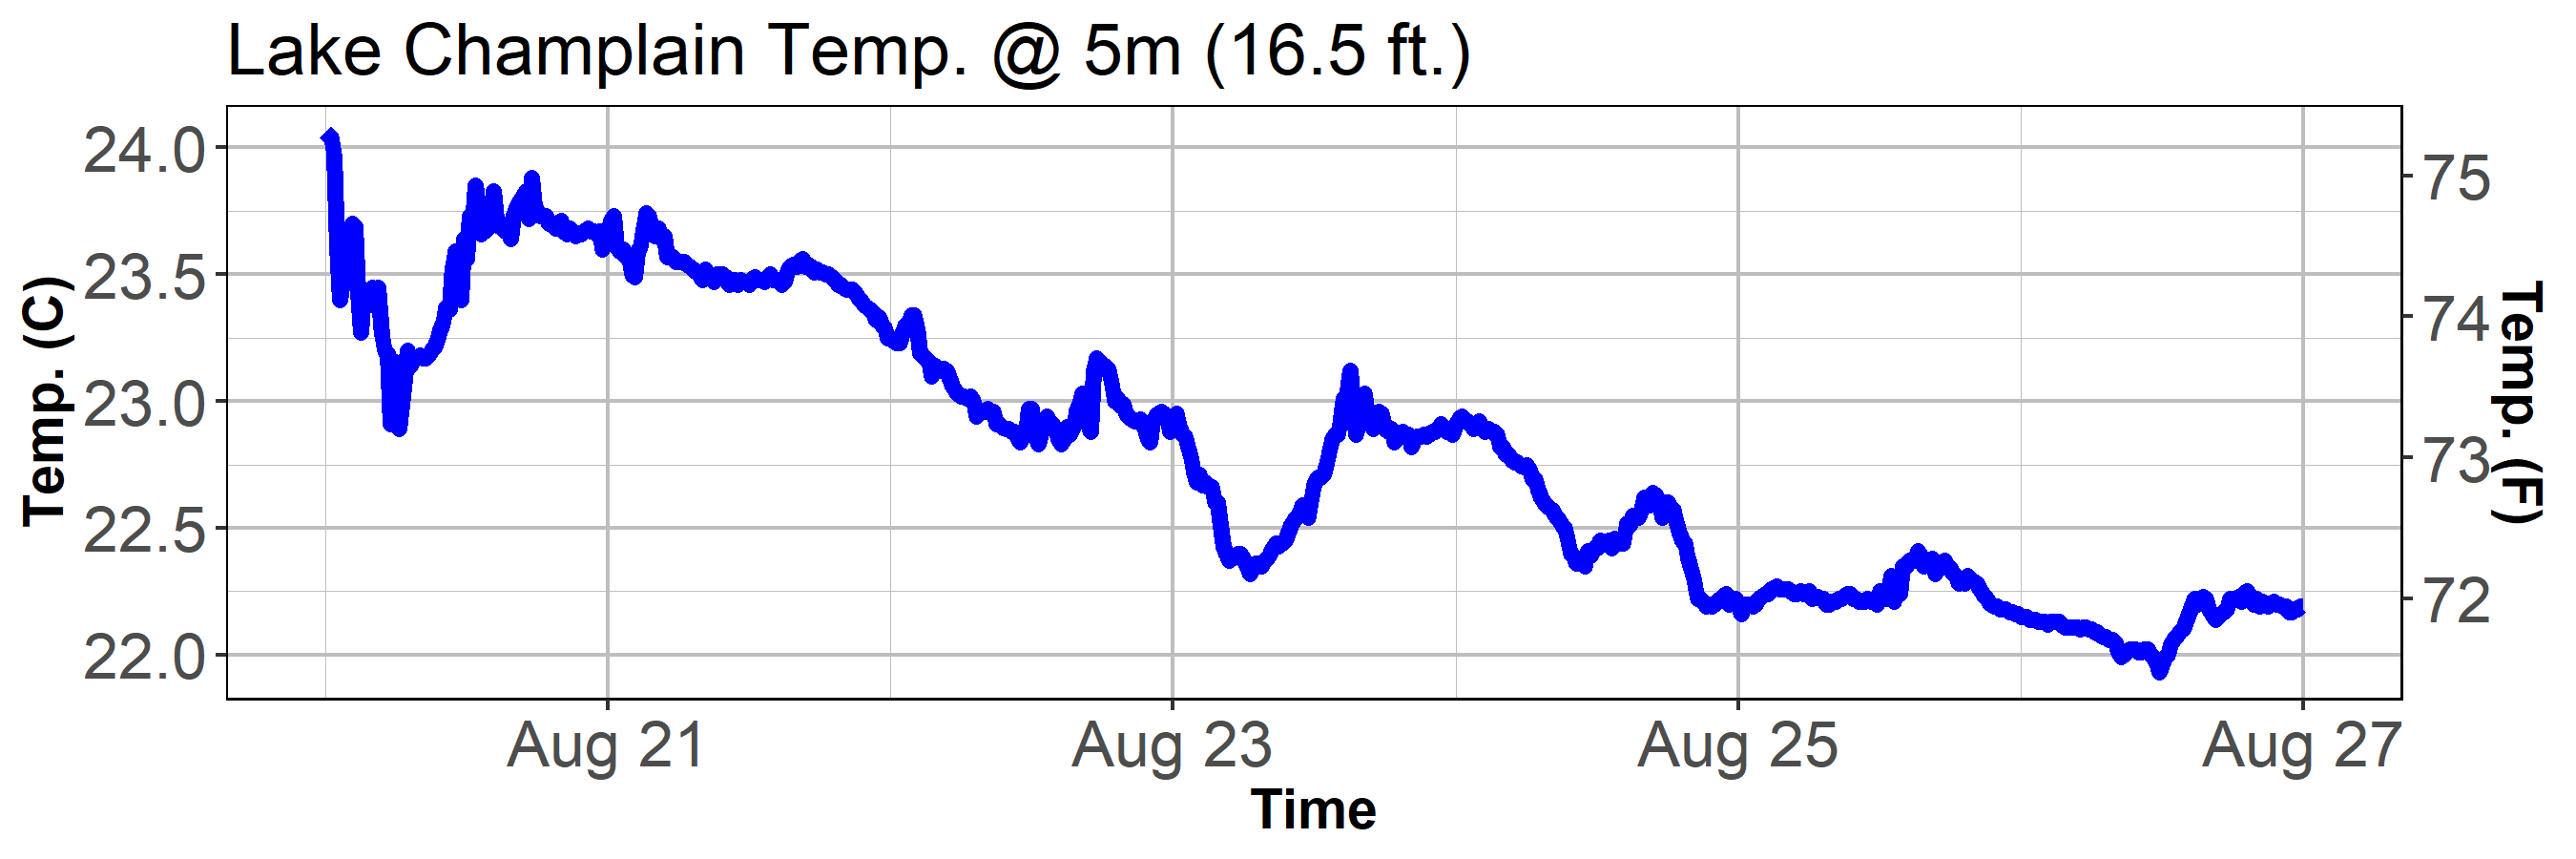 Lake Champlain Temp. @ 5m (16.5 ft.)
Temp. (C)
24.0
23.5
23.0
22.5
22.0
75
74
73
72
Temp. (F)
Aug 21 Aug 23 Aug 25 Aug 27
Time